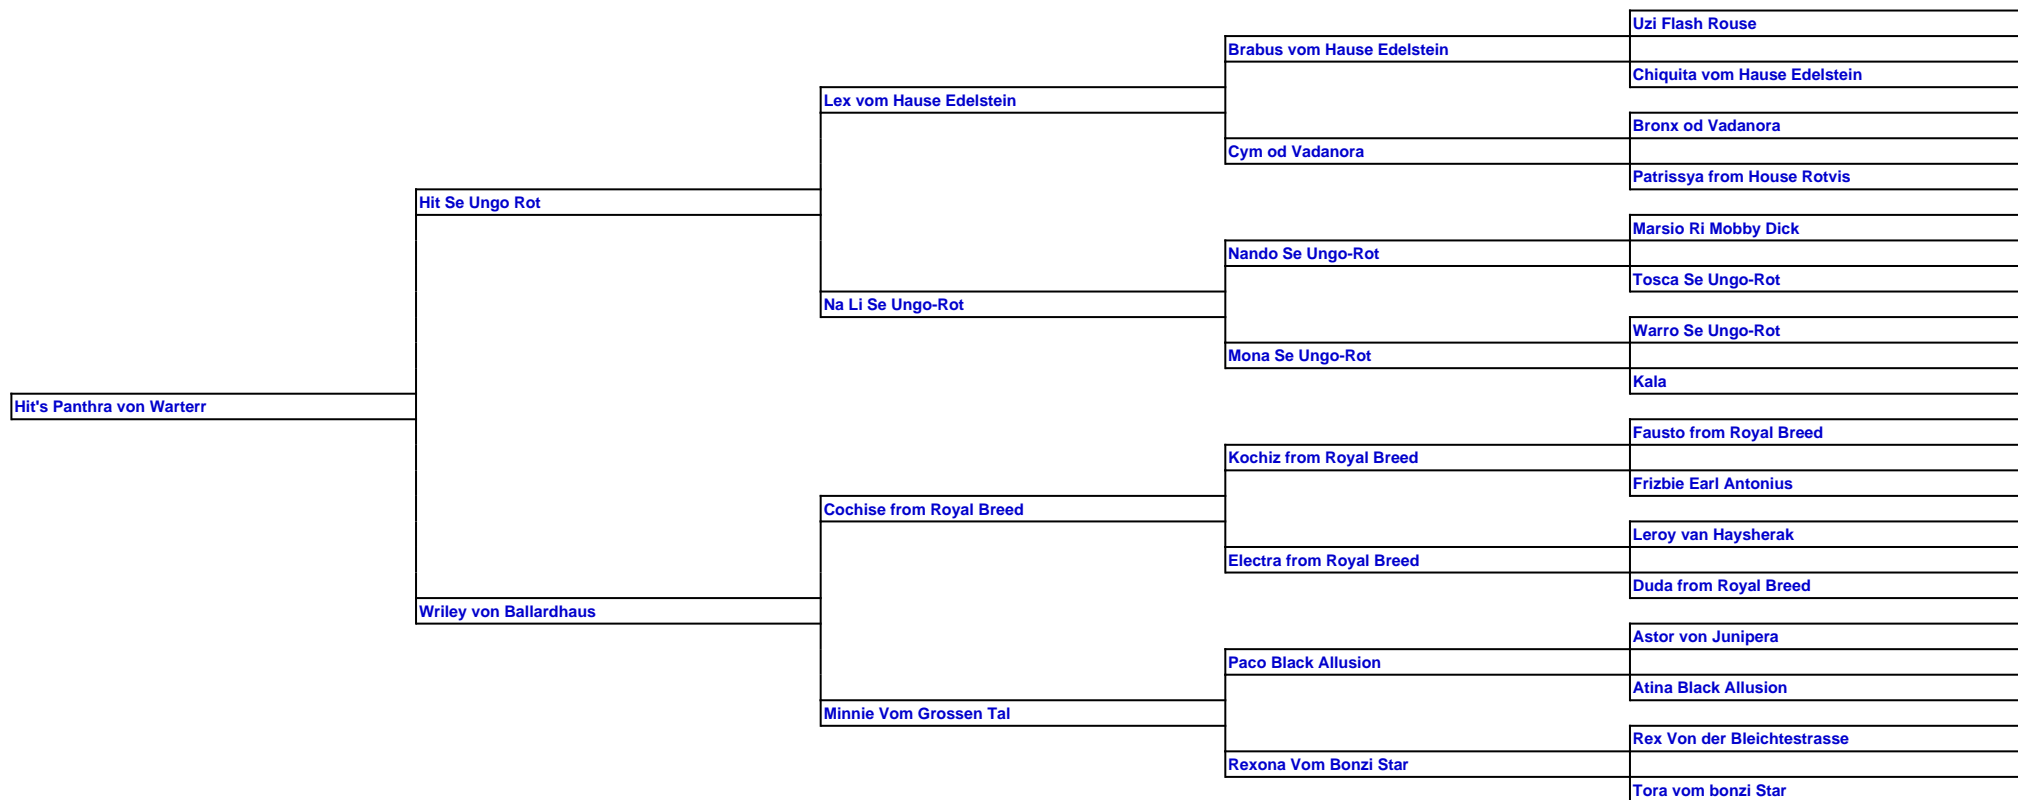 Uzi Flash Rouse
Brabus vom Hause Edelstein
Chiquita vom Hause Edelstein
Lex vom Hause Edelstein
Bronx od Vadanora
Cym od Vadanora
Patrissya from House Rotvis
Hit Se Ungo Rot
Marsio Ri Mobby Dick
Nando Se Ungo-Rot
Tosca Se Ungo-Rot
Na Li Se Ungo-Rot
Warro Se Ungo-Rot
Mona Se Ungo-Rot
Kala
Hit's Panthra von Warterr
Fausto from Royal Breed
Kochiz from Royal Breed
Frizbie Earl Antonius
Cochise from Royal Breed
Leroy van Haysherak
Electra from Royal Breed
Duda from Royal Breed
Wriley von Ballardhaus
Astor von Junipera
Paco Black Allusion
Atina Black Allusion
Minnie Vom Grossen Tal
Rex Von der Bleichtestrasse
Rexona Vom Bonzi Star
Tora vom bonzi Star